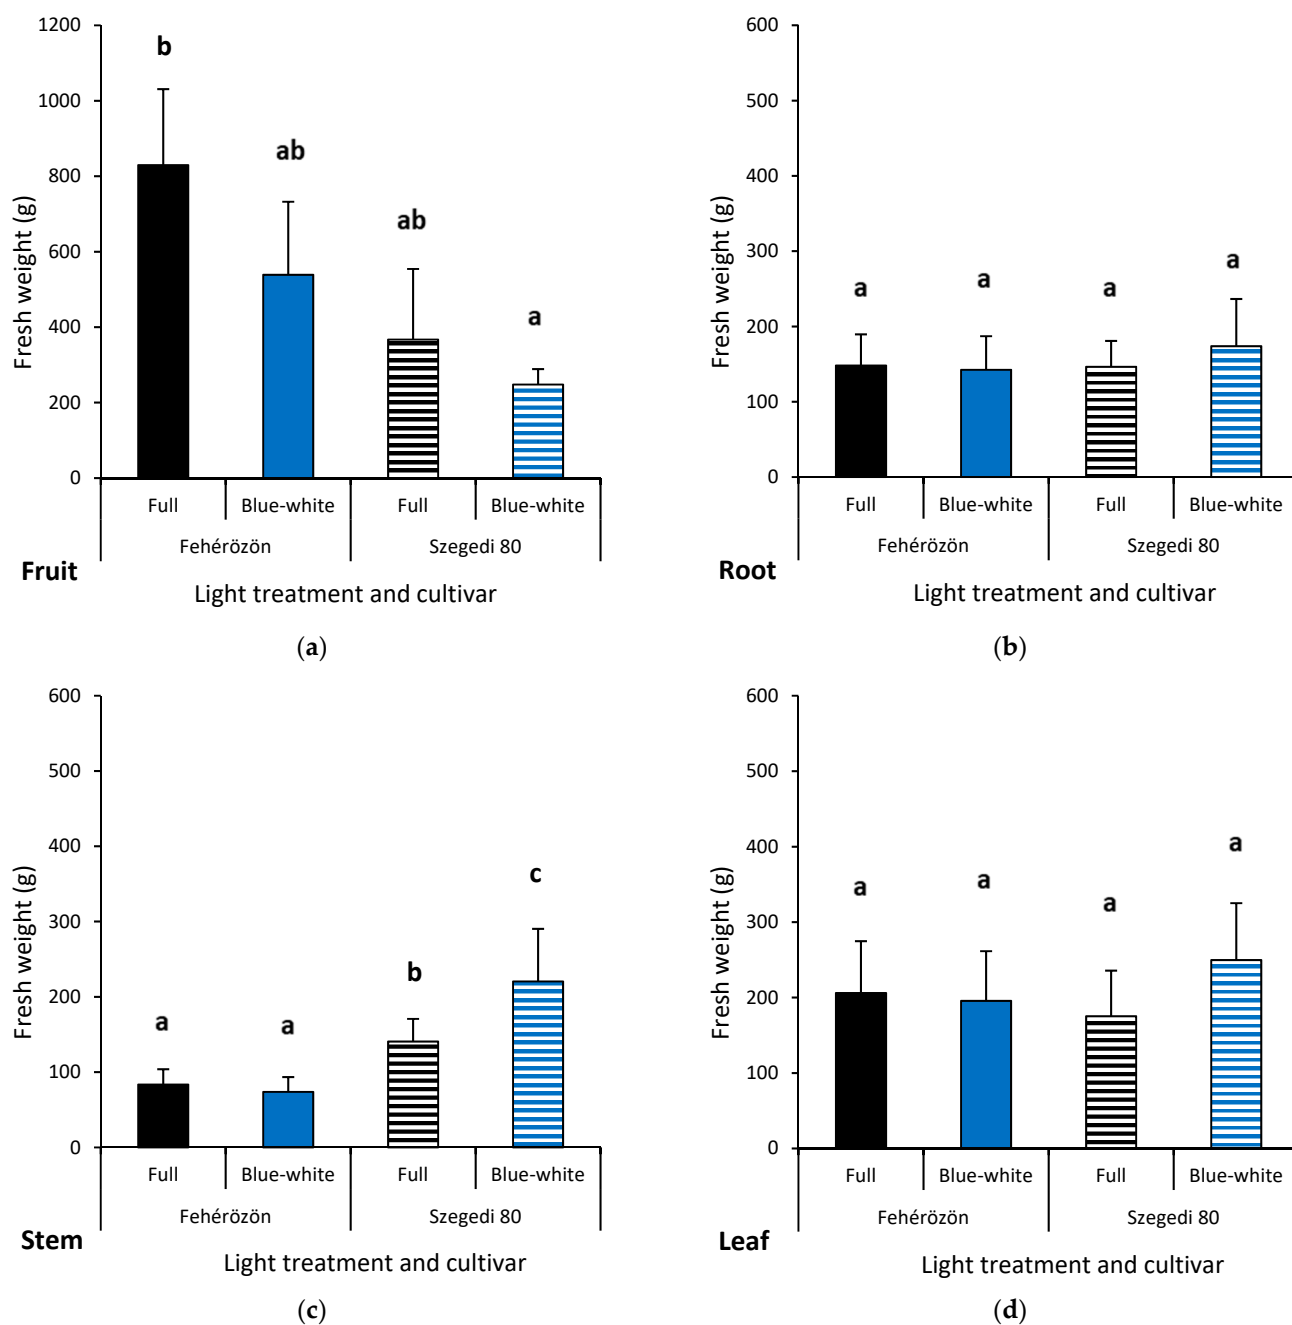 1200
1000
800
600
400
200
0
Fresh weight (g)
b
ab
ab
a
Full Blue-white Full Blue-white
Fehérözön Szegedi 80
Fruit
Light treatment and cultivar
(a)
600
500
400
300
200
100
0
Fresh weight (g)
a
a
a
a
Full Blue-white Full Blue-white
Fehérözön Szegedi 80
Root
Light treatment and cultivar
(b)
600
500
400
300
200
100
0
Fresh weight (g)
a
a
b
c
Full Blue-white Full Blue-white
Fehérözön Szegedi 80
Stem
Light treatment and cultivar
(c)
600
500
400
300
200
100
0
Fresh weight (g)
a
a
a
a
Full Blue-white Full Blue-white
Fehérözön Szegedi 80
Leaf
Light treatment and cultivar
(d)